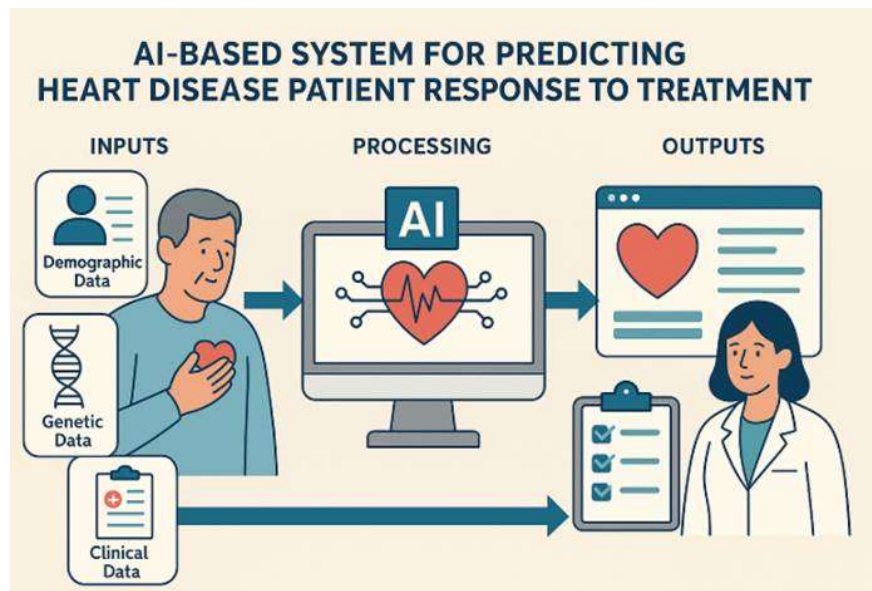 AI-BASED SYSTEM FOR PREDICTING
HEART DISEASE PATIENT RESPONSE TO TREATMENT
INPUTS
PROCESSING
OUTPUTS
Demographic
Data
AI
Genetic
Data
Clinical
Data